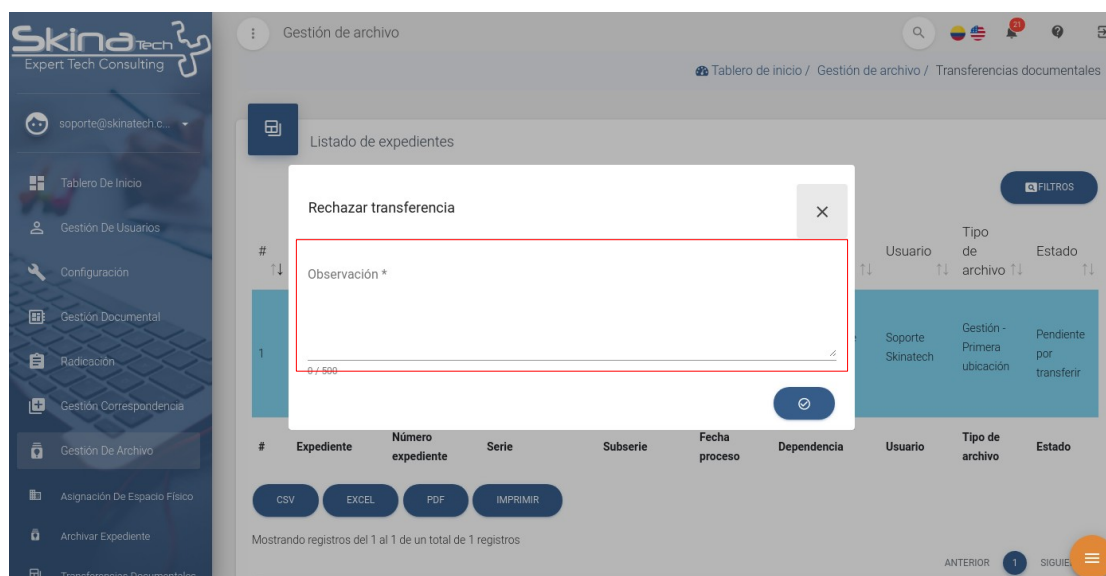 Skina Tech
Expert Tech Consulting
soporte@skinatech.c...
Tablero De Inicio
Gestión De Usuarios
Configuración
Gestión Documental
Radicación
Gestión Correspondencia
Gestión De Archivo
Asignación De Espacio Físico
Archivar Expediente
Transferencias Documentales
Gestión de archivo
21
Tablero de inicio / Gestión de archivo / Transferencias documentales
Listado de expedientes
FILTROS
Rechazar transferencia
Observación *
0 / 500
#
Usuario
Tipo
de
archivo
Estado
1
Soporte
Skinatech
Gestión -
Primera
ubicación
Pendiente
por
transferir
# Expediente Número expediente Serie Subserie Fecha proceso Dependencia Usuario Tipo de archivo Estado
CSV EXCEL PDF IMPRIMIR
Mostrando registros del 1 al 1 de un total de 1 registros
ANTERIOR 1 SIGUIE